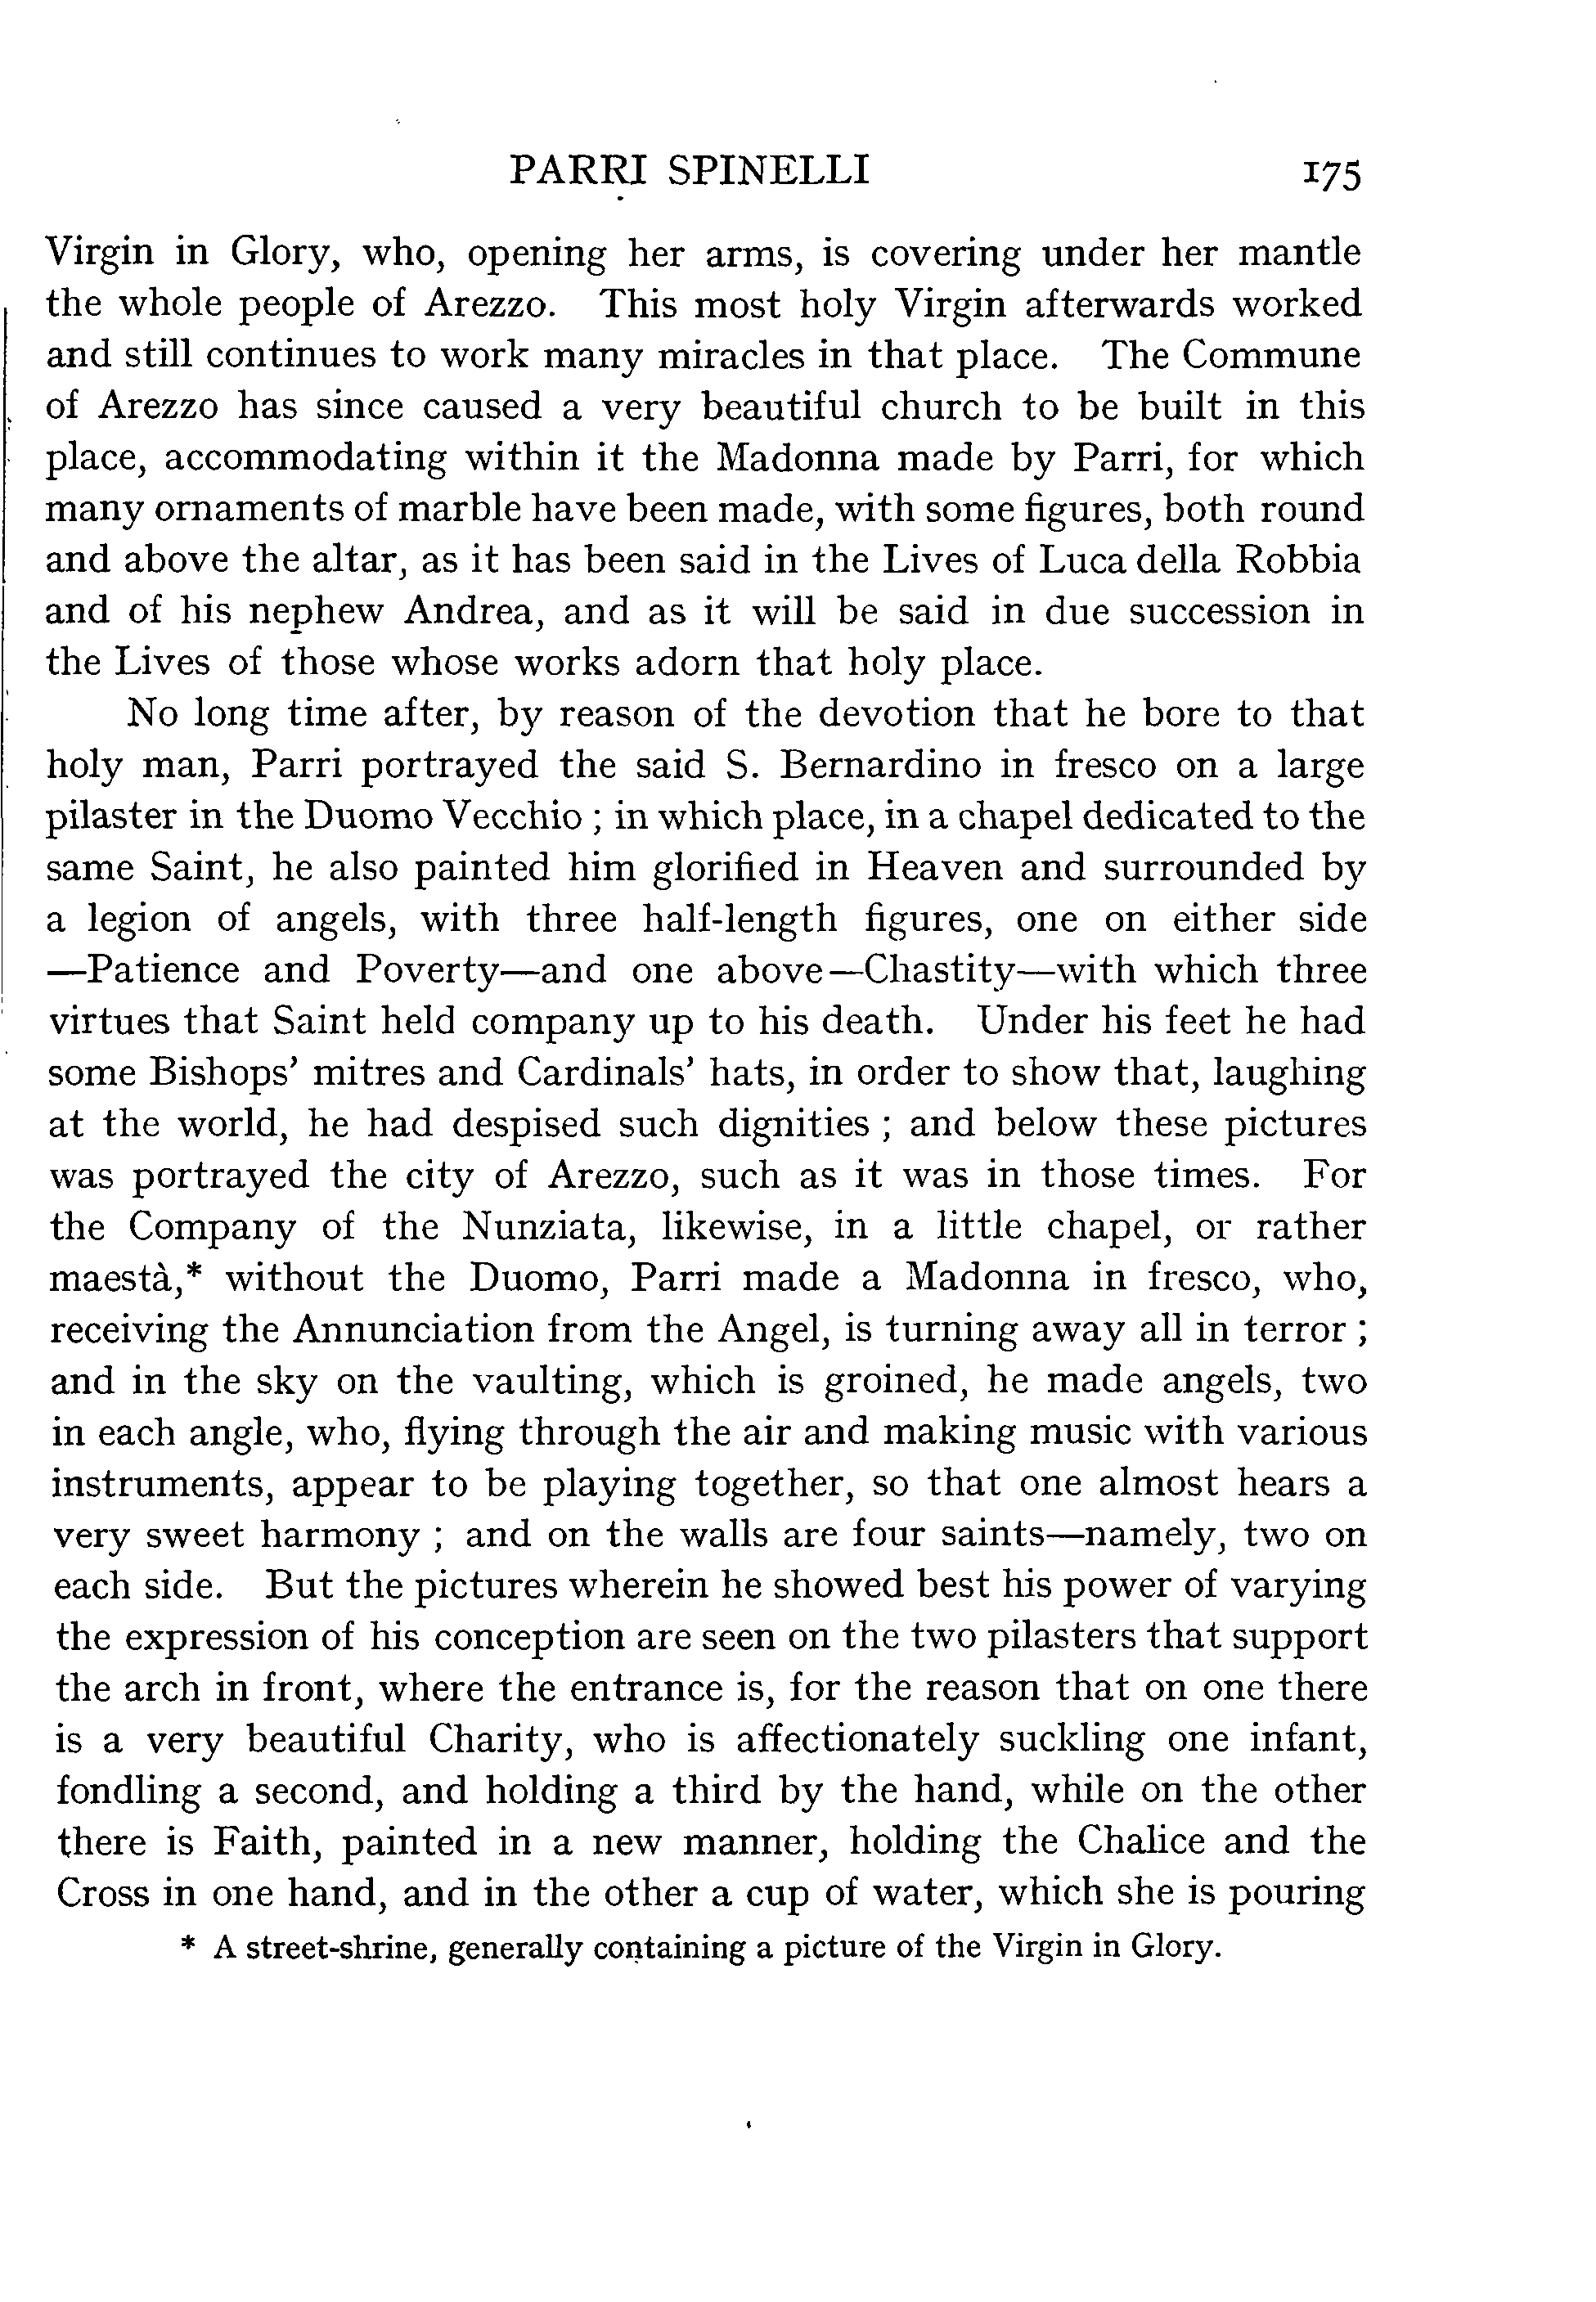 PARRI SPINELLI 175
Virgin in Glory, who, opening her arms, is covering under her mantle
the whole people of Arezzo. This most holy Virgin afterwards worked
and still continues to work many miracles in that place. The Commune
of Arezzo has since caused a very beautiful church to be built in this
place, accommodating within it the Madonna made by Parri, for which
many ornaments of marble have been made, with some figures, both round
and above the altar, as it has been said in the Lives of Luca della Robbia
and of his nephew Andrea, and as it will be said in due succession in
the Lives of those whose works adorn that holy place.
No long time after, by reason of the devotion that he bore to that
holy man, Parri portrayed the said S. Bernardino in fresco on a large
pilaster in the Duomo Vecchio ; in which place, in a chapel dedicated to the
same Saint, he also painted him glorified in Heaven and surrounded by
a legion of angels, with three half-length figures, one on either side
—Patience and Poverty—and one above—Chastity—with which three
virtues that Saint held company up to his death. Under his feet he had
some Bishops’ mitres and Cardinals’ hats, in order to show that, laughing
at the world, he had despised such dignities ; and below these pictures
was portrayed the city of Arezzo, such as it was in those times. For
the Company of the Nunziata, likewise, in a little chapel, or rather
maestà,* without the Duomo, Parri made a Madonna in fresco, who,
receiving the Annunciation from the Angel, is turning away all in terror ;
and in the sky on the vaulting, which is groined, he made angels, two
in each angle, who, flying through the air and making music with various
instruments, appear to be playing together, so that one almost hears a
very sweet harmony ; and on the walls are four saints—namely, two on
each side. But the pictures wherein he showed best his power of varying
the expression of his conception are seen on the two pilasters that support
the arch in front, where the entrance is, for the reason that on one there
is a very beautiful Charity, who is affectionately suckling one infant,
fondling a second, and holding a third by the hand, while on the other
there is Faith, painted in a new manner, holding the Chalice and the
Cross in one hand, and in the other a cup of water, which she is pouring
* A street-shrine, generally containing a picture of the Virgin in Glory.